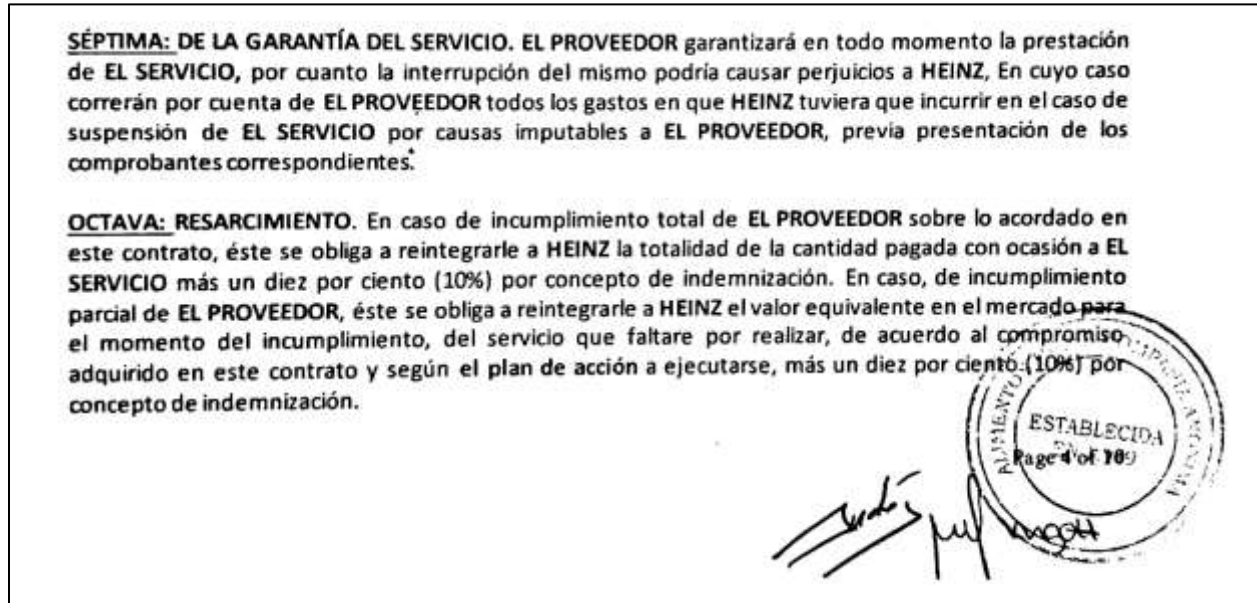 SÉPTIMA: DE LA GARANTÍA DEL SERVICIO. EL PROVEEDOR garantizará en todo momento la prestación
de EL SERVICIO, por cuanto la interrupción del mismo podría causar perjuicios a HEINZ, En cuyo caso
correrán por cuenta de EL PROVEEDOR todos los gastos en que HEINZ tuviera que incurrir en el caso de
suspensión de EL SERVICIO por causas imputables a EL PROVEEDOR, previa presentación de los
comprobantes correspondientes.
OCTAVA: RESARCIMIENTO. En caso de incumplimiento total de EL PROVEEDOR sobre lo acordado en
este contrato, éste se obliga a reintegrarle a HEINZ la totalidad de la cantidad pagada con ocasión a EL
SERVICIO más un diez por ciento (10%) por concepto de indemnización. En caso, de incumplimiento
parcial de EL PROVEEDOR, éste se obliga a reintegrarle a HEINZ el valor equivalente en el mercado para
el momento del incumplimiento, del servicio que faltare por realizar, de acuerdo al compromiso
adquirido en este contrato y según el plan de acción a ejecutarse, más un diez por ciento (10%) por
concepto de indemnización.
ESTABLECIDA
EN
Page 4 of 10